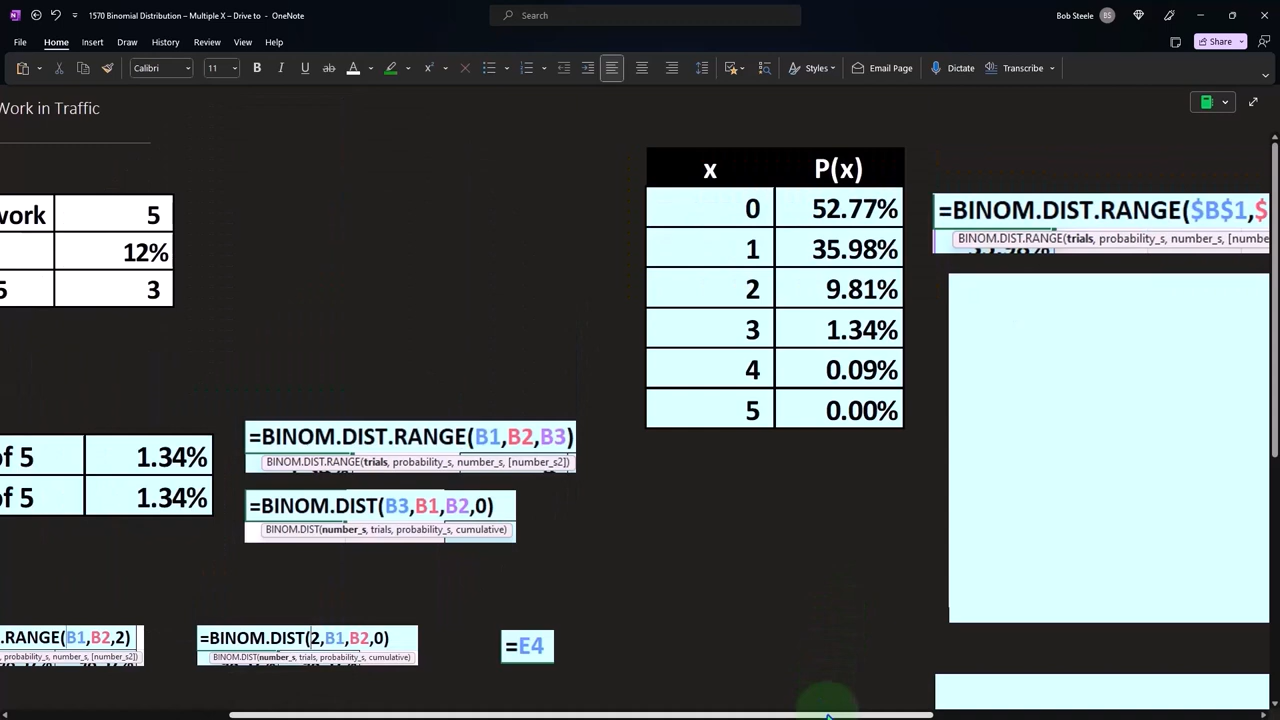 1570 Binomial Distribution – Multiple X – Drive to - OneNote
Search
Bob Steele
BS
File Home Insert Draw History Review View Help
Share
Calibri
11
Styles
Email Page
Dictate
Transcribe
Work in Traffic
work 5
12%
5 3
x P(x)
0 52.77%
1 35.98%
2 9.81%
3 1.34%
4 0.09%
5 0.00%
=BINOM.DIST.RANGE($B$1,$
BINOM.DIST.RANGE(trials, probability_s, number_s, [numbe
of 5 1.34%
of 5 1.34%
=BINOM.DIST.RANGE(B1,B2,B3)
BINOM.DIST.RANGE(trials, probability_s, number_s, [number_s2])
=BINOM.DIST(B3,B1,B2,0)
BINOM.DIST(number_s, trials, probability_s, cumulative)
.RANGE(B1,B2,2)
s, probability_s, number_s, [number_s2])
=BINOM.DIST(2,B1,B2,0)
BINOM.DIST(number_s, trials, probability_s, cumulative)
=E4